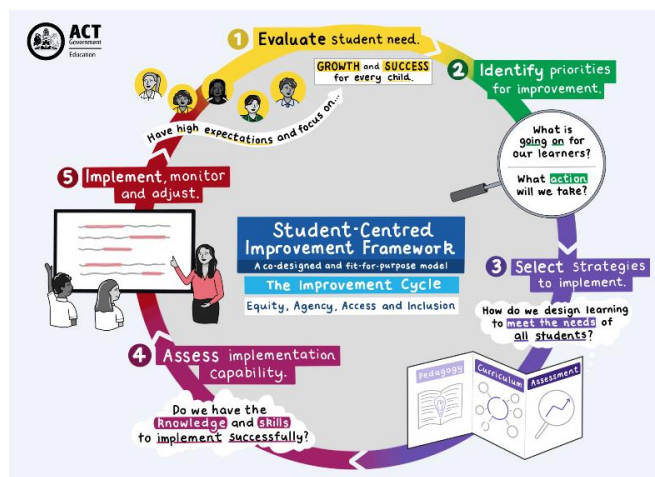 ACT
Government
Education
1 Evaluate student need.
GROWTH and SUCCESS
for every child.
Have high expectations and focus on...
2 Identify priorities
for improvement.
What is
going on for
our learners?
What action
will we take?
3 Select strategies
to implement.
How do we design learning
to meet the needs of
all students?
Pedagogy
Curriculum
Assessment
4 Assess implementation
capability.
Do we have the
knowledge and skills
to implement successfully?
5 Implement, monitor
and adjust.
Student-Centred
Improvement Framework
A co-designed and fit-for-purpose model
The Improvement Cycle
Equity, Agency, Access and Inclusion